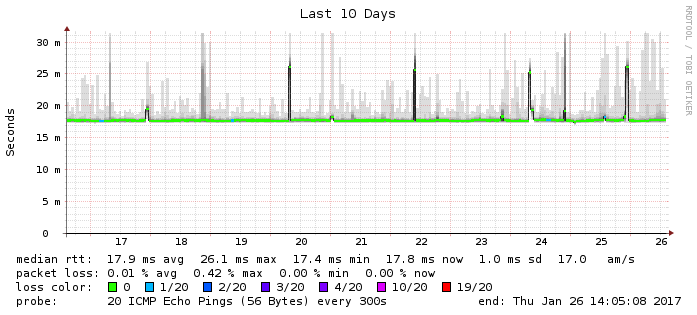 Last 10 Days
RRDTOOL / TOBI OETIKER
Seconds
30 m
25 m
20 m
15 m
10 m
5 m
0
17 18 19 20 21 22 23 24 25 26
median rtt: 17.9 ms avg 26.1 ms max 17.4 ms min 17.8 ms now 1.0 ms sd 17.0 am/s
packet loss: 0.01 % avg 0.42 % max 0.00 % min 0.00 % now
loss color: 0 1/20 2/20 3/20 4/20 10/20 19/20
probe: 20 ICMP Echo Pings (56 Bytes) every 300s end: Thu Jan 26 14:05:08 2017